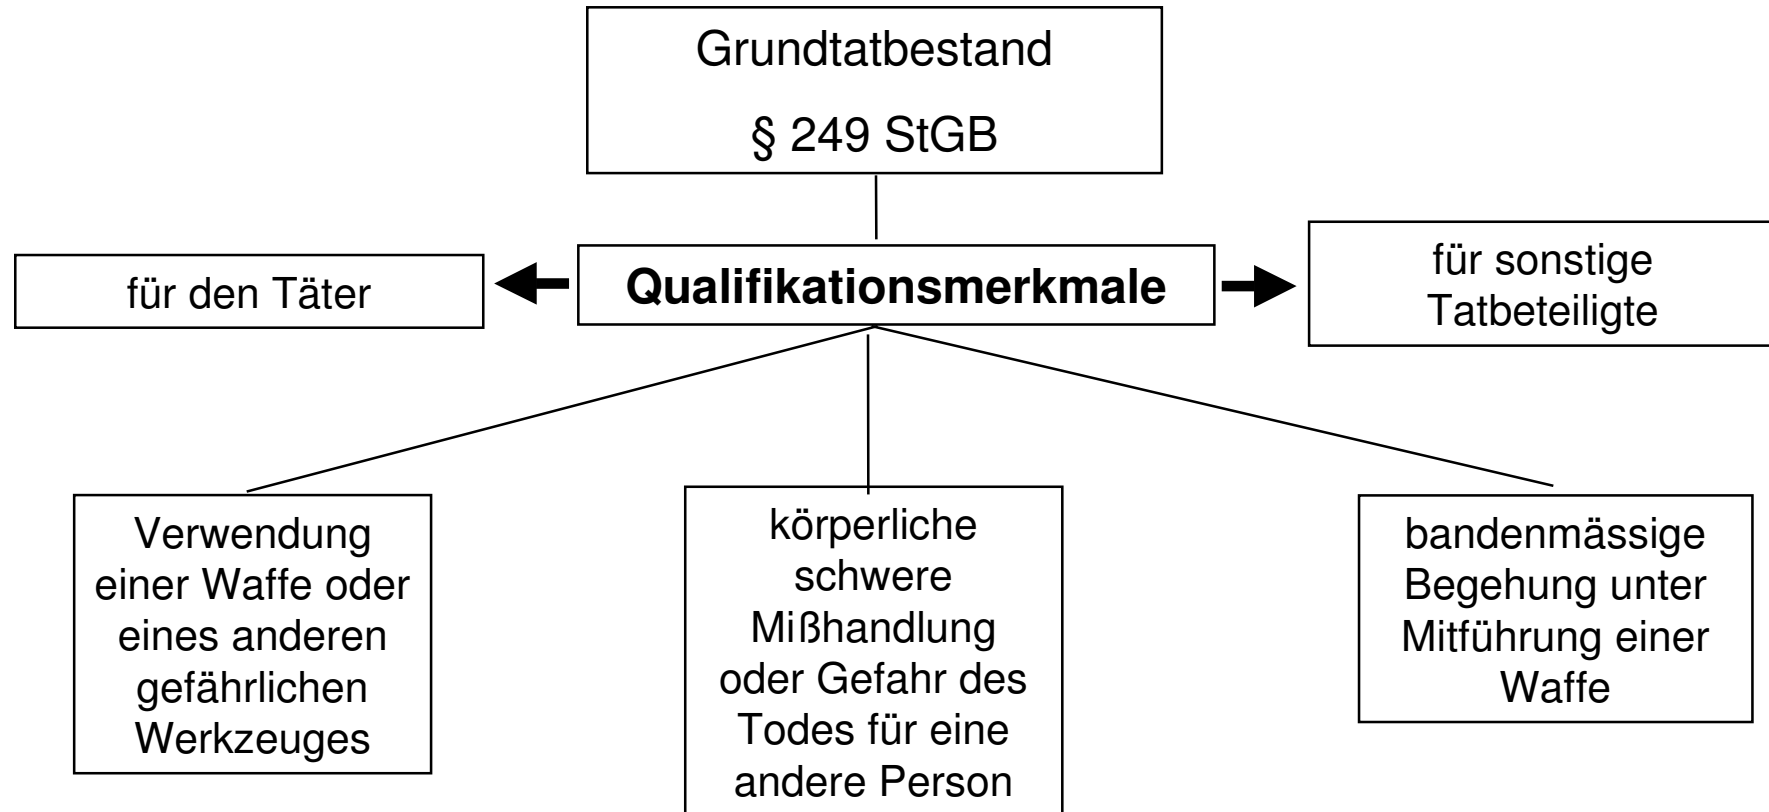 Grundtatbestand
§ 249 StGB
für den Täter
Qualifikationsmerkmale
für sonstige
Tatbeteiligte
Verwendung
einer Waffe oder
eines anderen
gefährlichen
Werkzeuges
körperliche
schwere
Mißhandlung
oder Gefahr des
Todes für eine
andere Person
bandenmässige
Begehung unter
Mitführung einer
Waffe